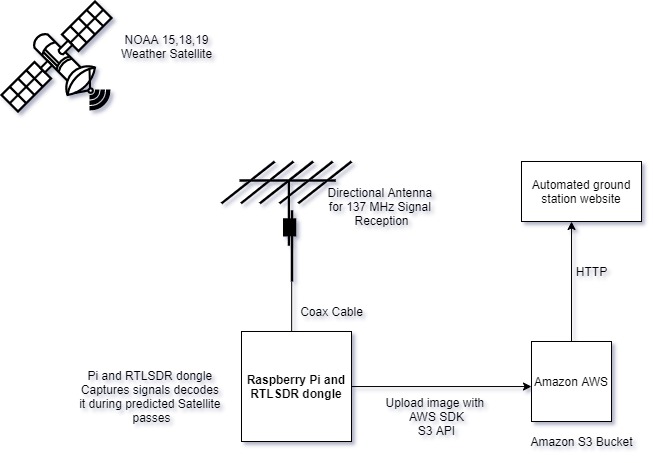 NOAA 15,18,19
Weather Satellite
Directional Antenna
for 137 MHz Signal
Reception
Automated ground
station website
HTTP
Coax Cable
Pi and RTLSDR dongle
Captures signals decodes
it during predicted Satellite
passes
Raspberry Pi and
RTLSDR dongle
Upload image with
AWS SDK
S3 API
Amazon AWS
Amazon S3 Bucket